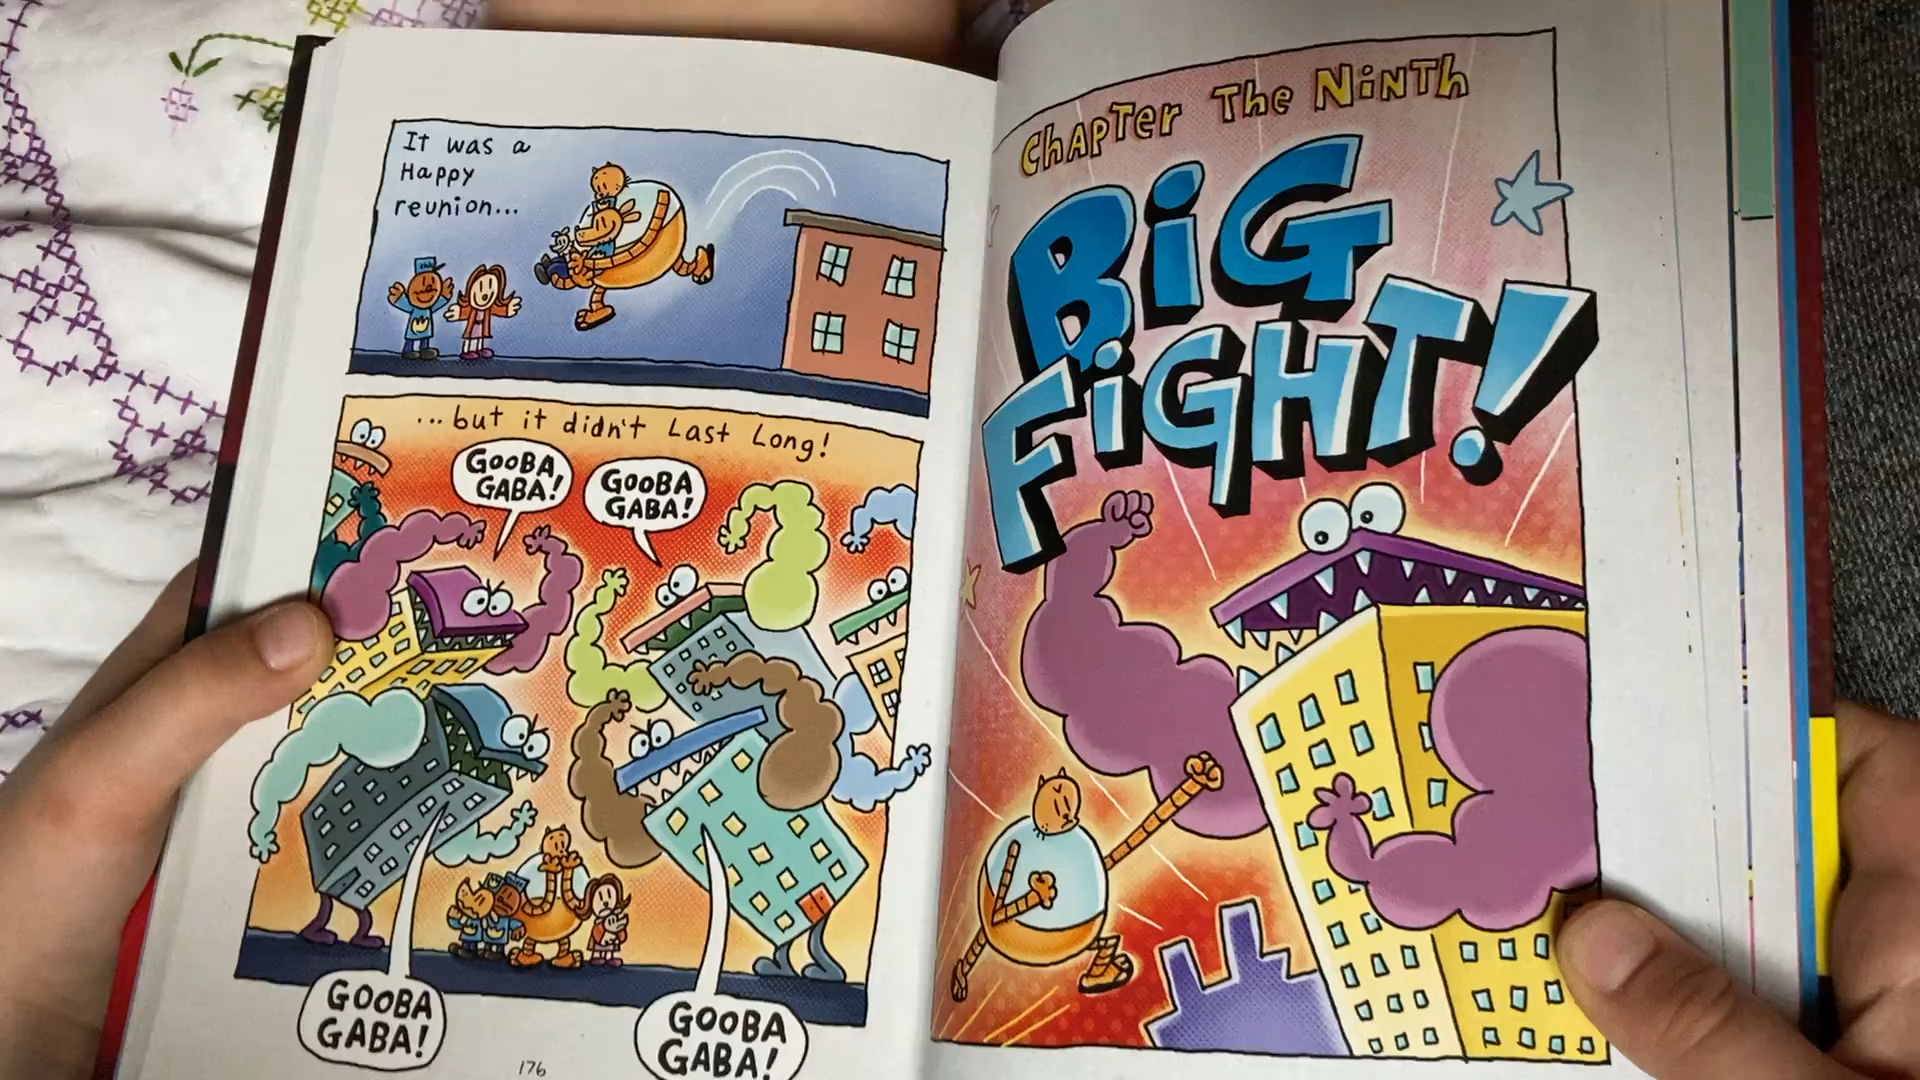 It was a
Happy
reunion...
...but it didn't Last Long!
GOOBA
GABA!
GOOBA
GABA!
GOOBA
GABA!
GOOBA
GABA!
176
ChAPTer The NiNTh
BiG
FiGHT!